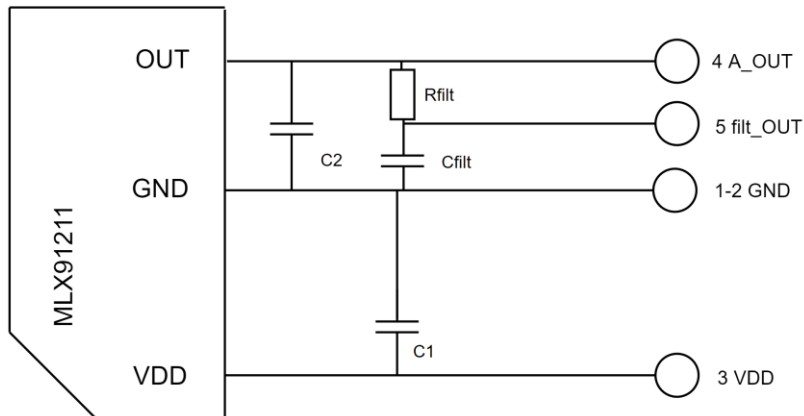 OUT
4 A_OUT
Rfilt
5 filt_OUT
C2
Cfilt
GND
1-2 GND
MLX91211
C1
VDD
3 VDD